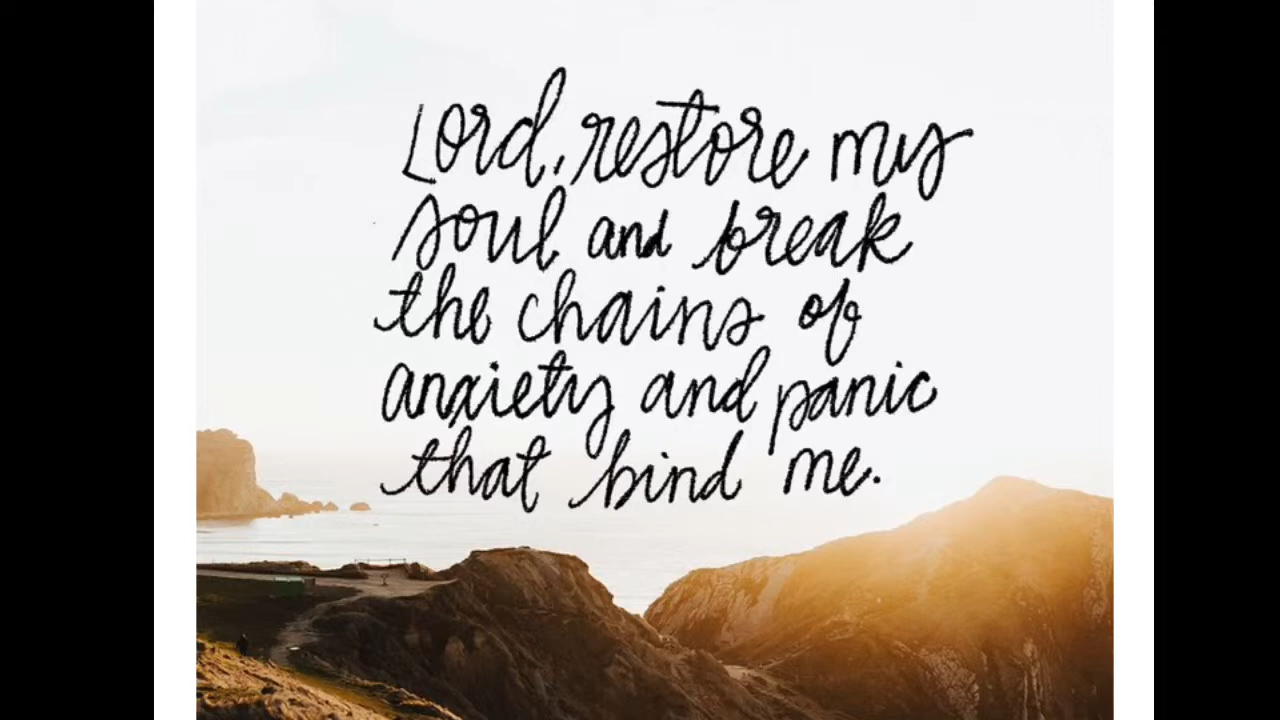 Lord, restore my
soul and break
the chains of
anxiety and panic
that bind me.